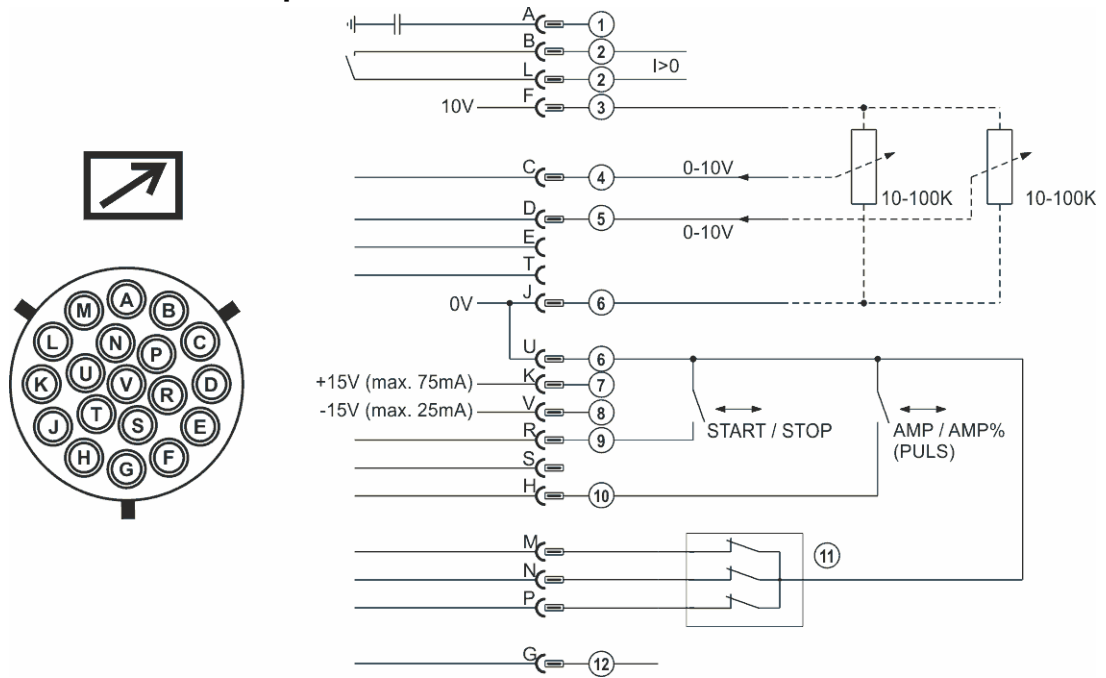 A 1
B 2
L 2 I>0
10V F 3
C 4 0-10V
10-100K 10-100K
D 5
0-10V
E
T
0V J 6
U 6
+15V (max. 75mA) K 7
-15V (max. 25mA) V 8
R 9 START / STOP AMP / AMP%
(PULS)
S
H 10
M 11
N
P
G 12
A
M B
L N P C
K U V R D
J T S E
H G F